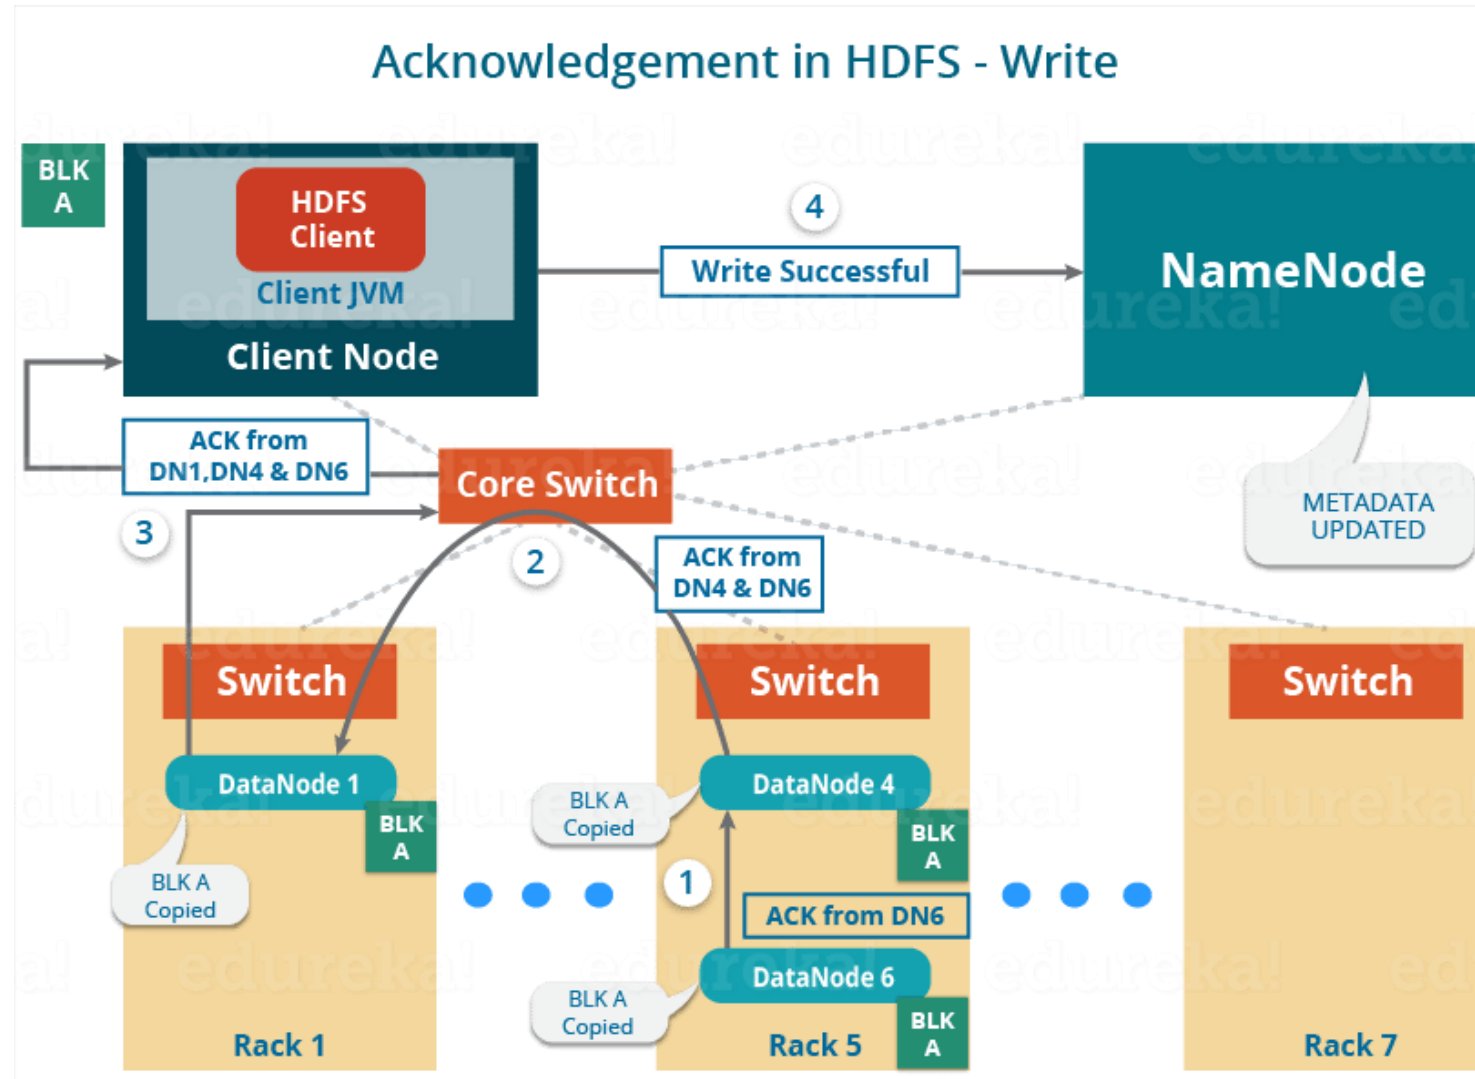 Acknowledgement in HDFS - Write
BLK
A
HDFS
Client
Client JVM
Client Node
4
Write Successful
NameNode
METADATA
UPDATED
ACK from
DN1,DN4 & DN6
Core Switch
3
2
ACK from
DN4 & DN6
Switch
Switch
Switch
DataNode 1
BLK
A
BLK A
Copied
DataNode 4
BLK A
Copied
BLK
A
1
ACK from DN6
DataNode 6
BLK A
Copied
BLK
A
Rack 1
Rack 5
Rack 7
edureka!